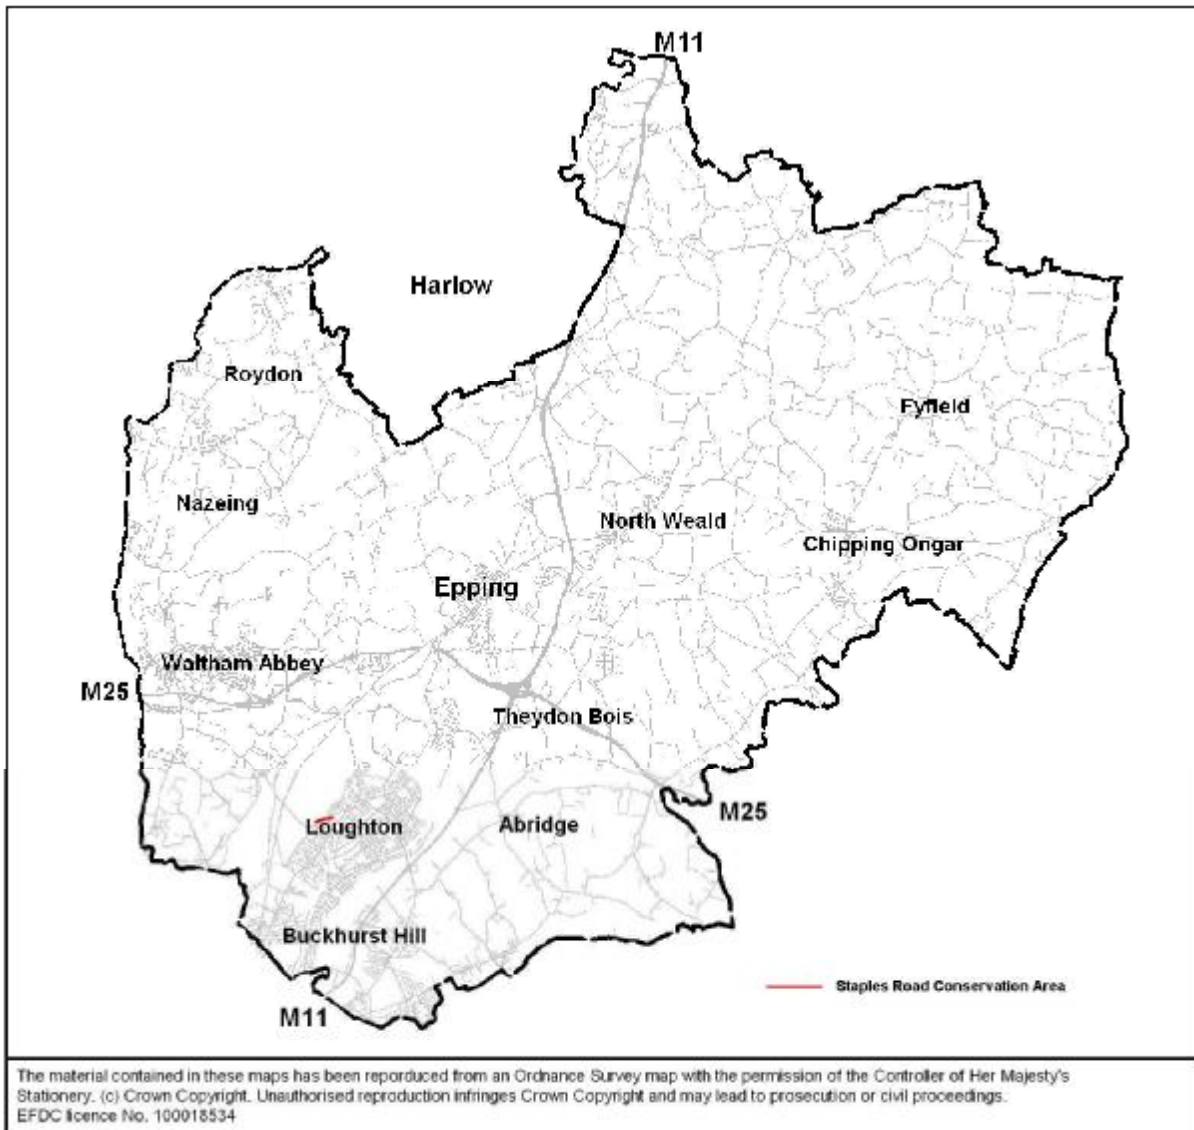 M11
Harlow
Roydon
Fyfield
Nazeing
North Weald
Chipping Ongar
Epping
Waltham Abbey
M25
Theydon Bois
M25
Loughton
Abridge
Buckhurst Hill
Staples Road Conservation Area
M11
The material contained in these maps has been reporduced from an Ordnance Survey map with the permission of the Controller of Her Majesty's
Stationery. (c) Crown Copyright. Unauthorised reproduction infringes Crown Copyright and may lead to prosecution or civil proceedings.
EFDC licence No. 100018534